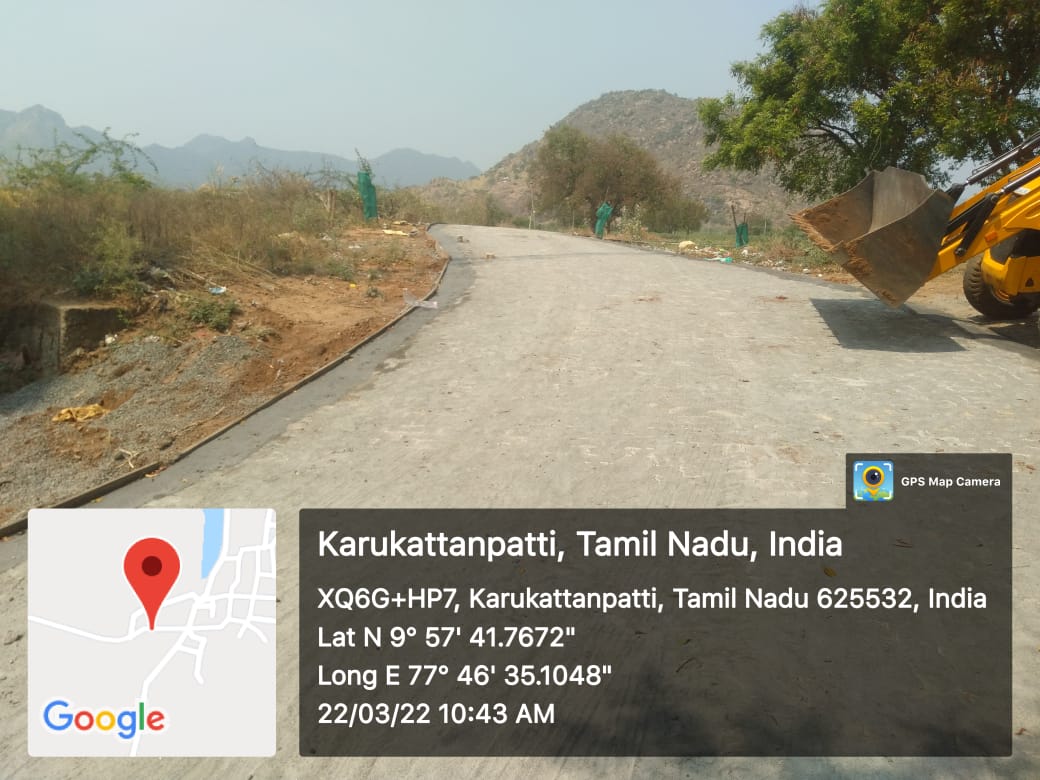 GPS Map Camera
Karukattanpatti, Tamil Nadu, India
XQ6G+HP7, Karukattanpatti, Tamil Nadu 625532, India
Lat N 9° 57' 41.7672"
Long E 77° 46' 35.1048"
22/03/22 10:43 AM
Google